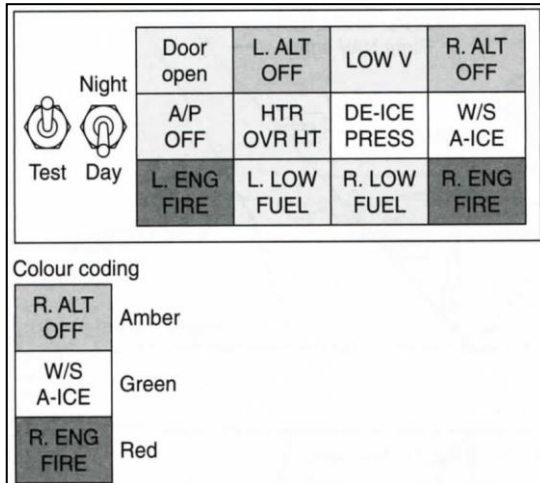 Night
Test Day
Door open
L. ALT OFF
LOW V
R. ALT OFF
A/P OFF
HTR OVR HT
DE-ICE PRESS
W/S A-ICE
L. ENG FIRE
L. LOW FUEL
R. LOW FUEL
R. ENG FIRE
Colour coding
R. ALT OFF
Amber
W/S A-ICE
Green
R. ENG FIRE
Red